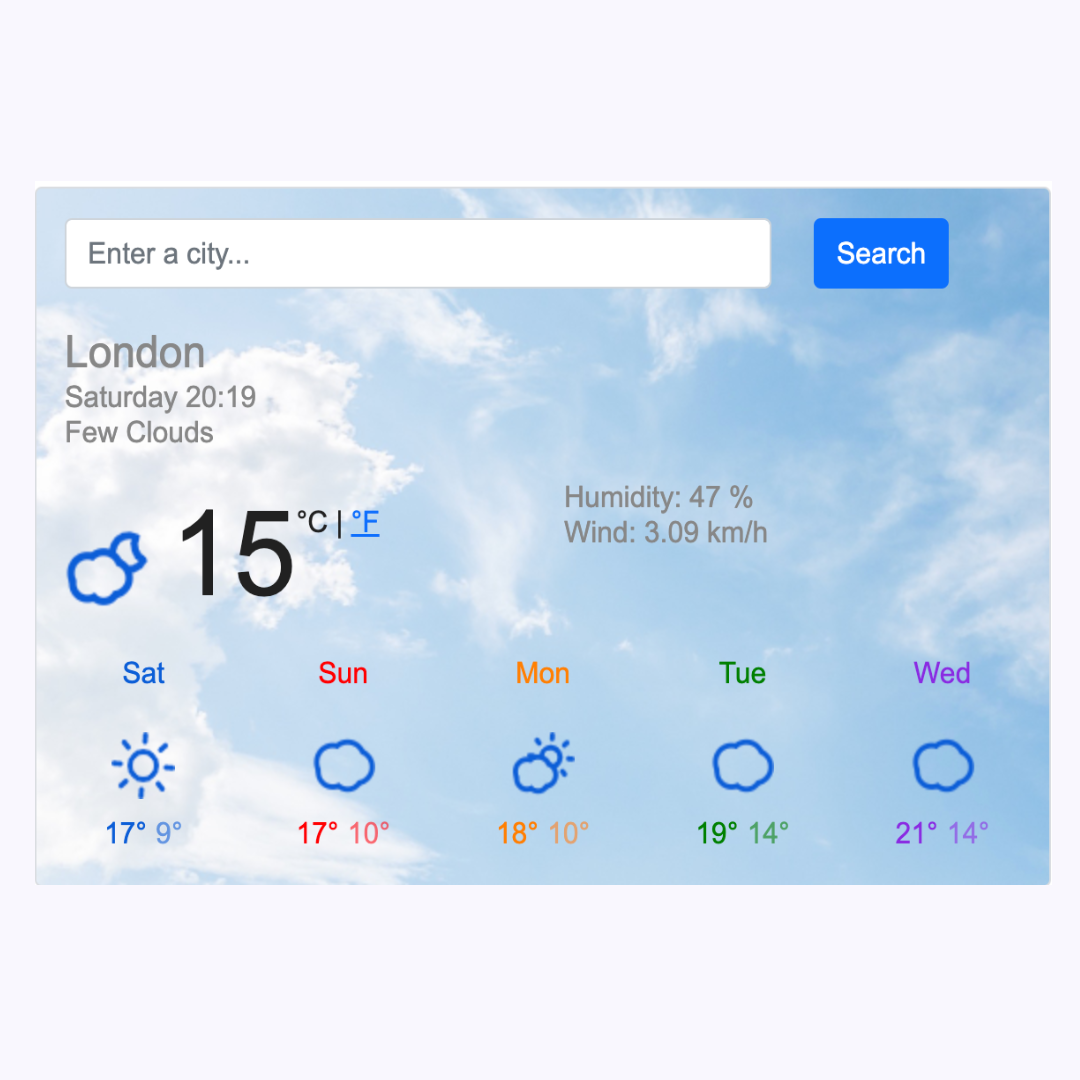 Enter a city...
Search
London
Saturday 20:19
Few Clouds
15 °C | °F
Humidity: 47 %
Wind: 3.09 km/h
Sat Sun Mon Tue Wed
17° 9° 17° 10° 18° 10° 19° 14° 21° 14°